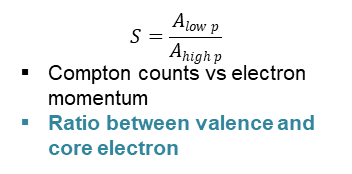 S = A_low p / A_high p
▪ Compton counts vs electron
momentum
▪ Ratio between valence and
core electron